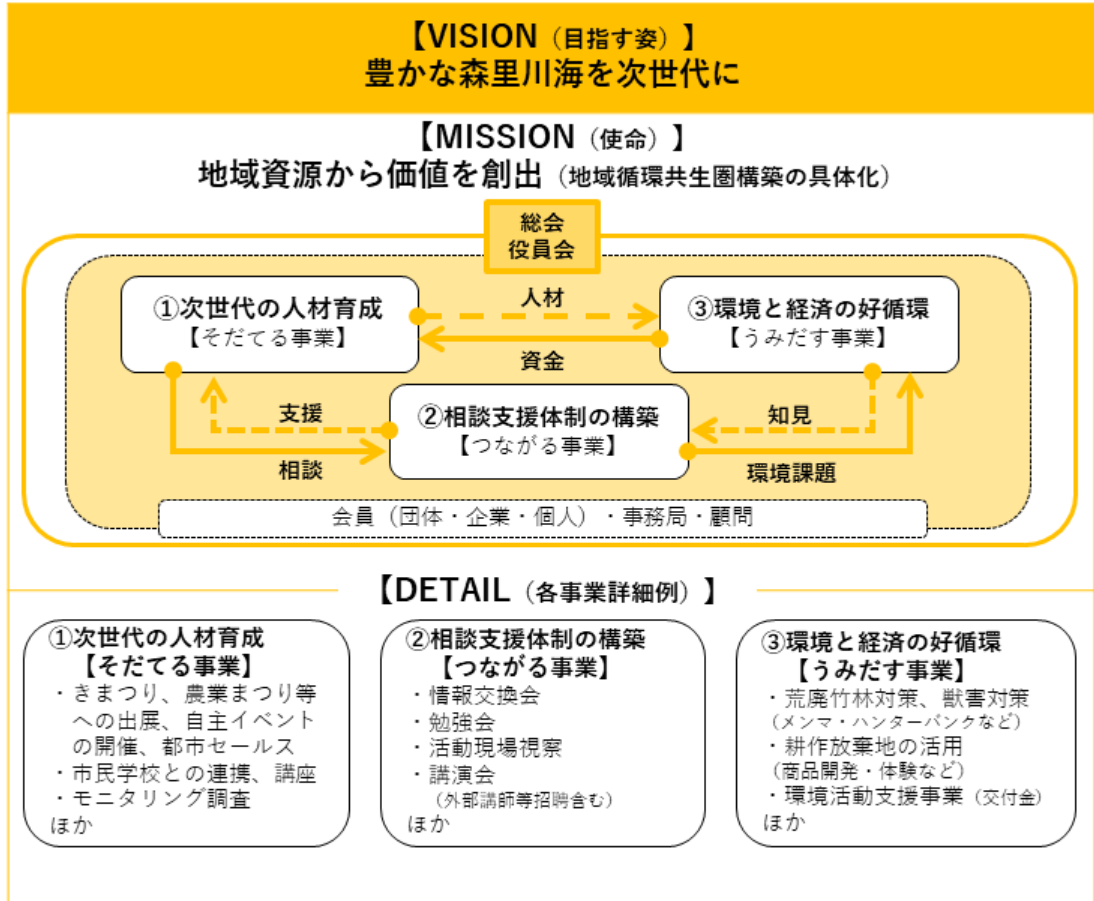 【VISION（目指す姿）】
豊かな森里川海を次世代に
【MISSION（使命）】
地域資源から価値を創出（地域循環共生圏構築の具体化）
総会
役員会
①次世代の人材育成
【そだてる事業】
人材
資金
③環境と経済の好循環
【うみだす事業】
支援
相談
②相談支援体制の構築
【つながる事業】
知見
環境課題
会員（団体・企業・個人）・事務局・顧問
【DETAIL（各事業詳細例）】
①次世代の人材育成
【そだてる事業】
・きまつり、農業まつり等
への出展、自主イベント
の開催、都市セールス
・市民学校との連携、講座
・モニタリング調査
ほか
②相談支援体制の構築
【つながる事業】
・情報交換会
・勉強会
・活動現場視察
・講演会
（外部講師等招聘含む）
ほか
③環境と経済の好循環
【うみだす事業】
・荒廃竹林対策、獣害対策
（メンマ・ハンターバンクなど）
・耕作放棄地の活用
（商品開発・体験など）
・環境活動支援事業（交付金）
ほか